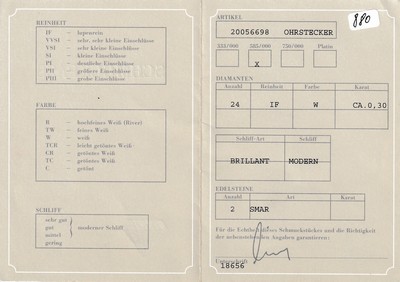 REINHEIT
IF – lupenrein
VVSI – sehr, sehr kleine Einschlüsse
VSI – sehr kleine Einschlüsse
SI – kleine Einschlüsse
PI – deutliche Einschlüsse
PII – größere Einschlüsse
PIII – grobe Einschlüsse
FARBE
R – hochfeines Weiß (River)
TW – feines Weiß
W – weiß
TCR – leicht getöntes Weiß
CR – getöntes Weiß
TC – getöntes Weiß
C – getönt
SCHLIFF
sehr gut
gut
mittel
gering
moderner Schliff
880
ARTIKEL
20056698 OHRSTECKER
333/000 585/000 750/000 Platin
X
DIAMANTEN
Anzahl Reinheit Farbe Karat
24 IF W CA.0,30
Schliff-Art Schliff
BRILLANT MODERN
EDELSTEINE
Anzahl Art Karat
2 SMAR
Für die Echtheit dieses Schmuckstückes und die Richtigkeit
der nebenstehenden Angaben garantieren:
Unterschrift
18656